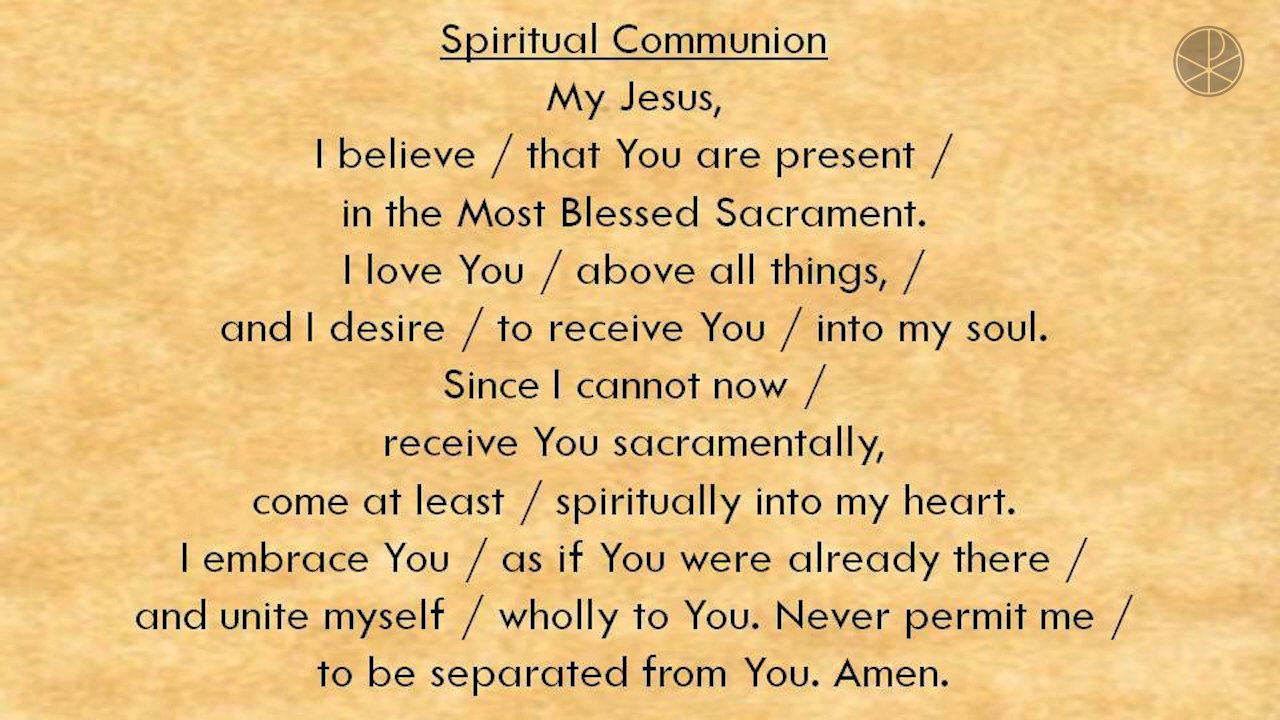 Spiritual Communion
My Jesus,
I believe / that You are present /
in the Most Blessed Sacrament.
I love You / above all things, /
and I desire / to receive You / into my soul.
Since I cannot now /
receive You sacramentally,
come at least / spiritually into my heart.
I embrace You / as if You were already there /
and unite myself / wholly to You. Never permit me /
to be separated from You. Amen.